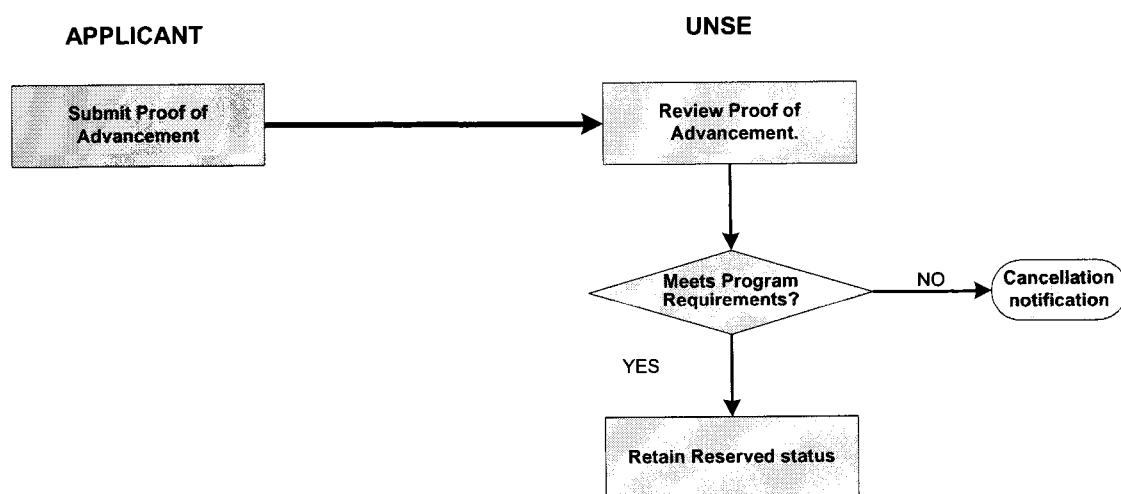 APPLICANT
UNSE
Submit Proof of
Advancement
Review Proof of
Advancement.
Meets Program
Requirements?
NO
Cancellation
notification
YES
Retain Reserved status